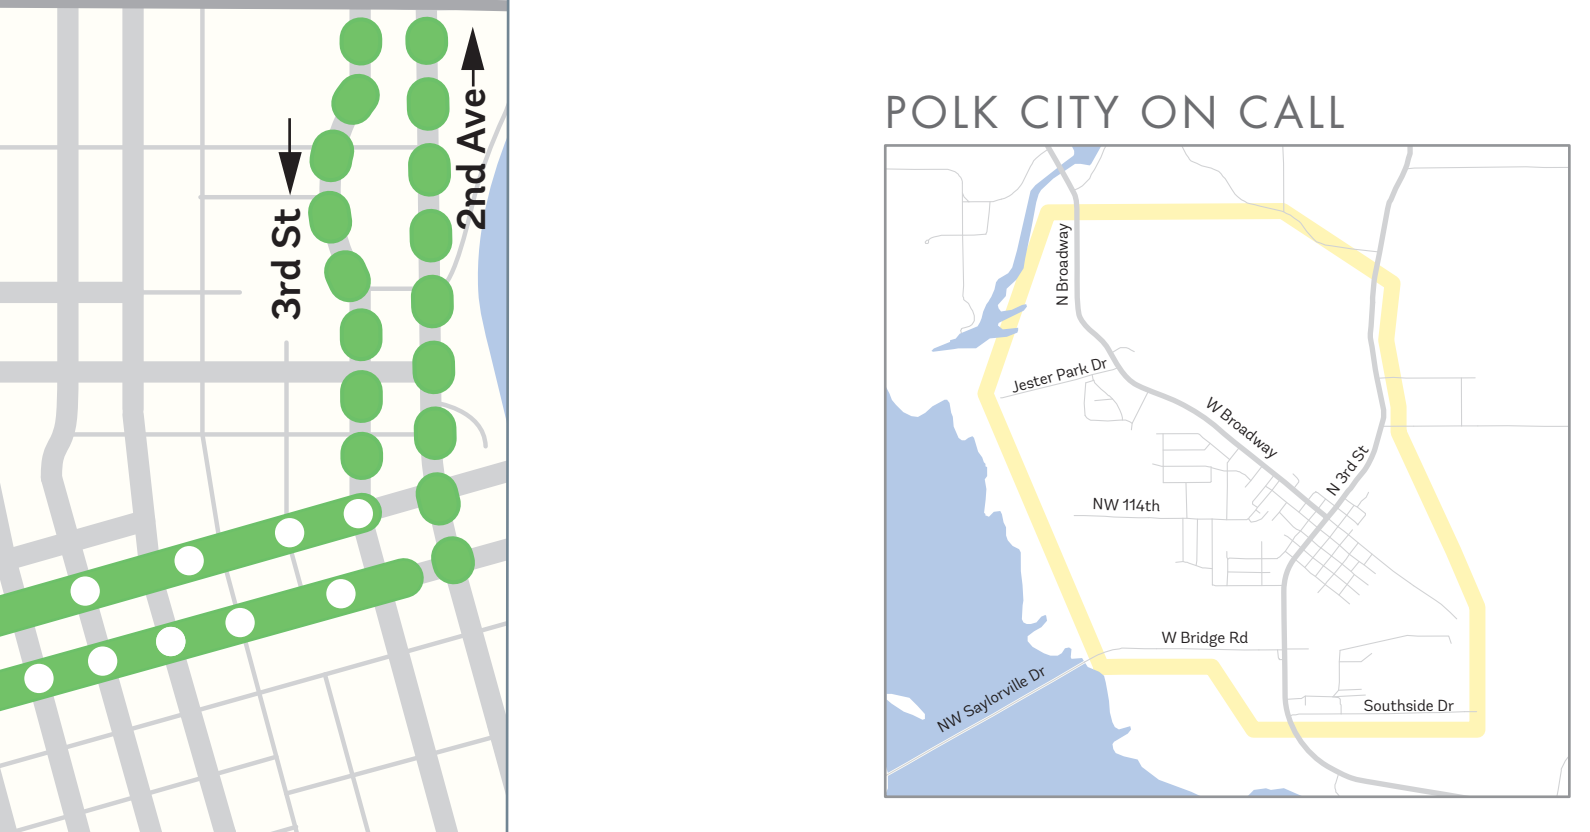 3rd St
2nd Ave
POLK CITY ON CALL
N Broadway
Jester Park Dr
W Broadway
N 3rd St
NW 114th
W Bridge Rd
NW Saylorville Dr
Southside Dr